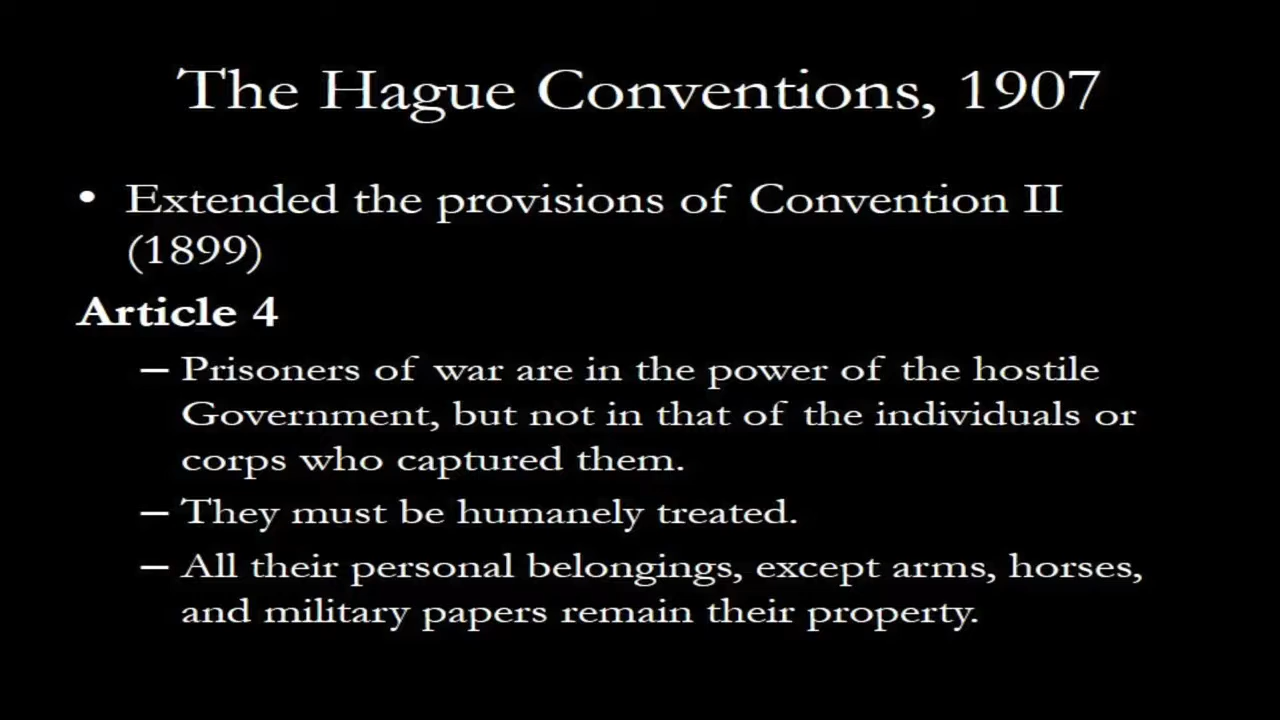 The Hague Conventions, 1907
• Extended the provisions of Convention II
(1899)
Article 4
– Prisoners of war are in the power of the hostile
Government, but not in that of the individuals or
corps who captured them.
– They must be humanely treated.
– All their personal belongings, except arms, horses,
and military papers remain their property.